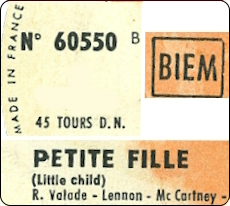 MADE IN FRANCE
N° 60550 B
BIEM
45 TOURS D.N.
PETITE FILLE
(Little child)
R. Valade - Lennon - Mc Cartney -